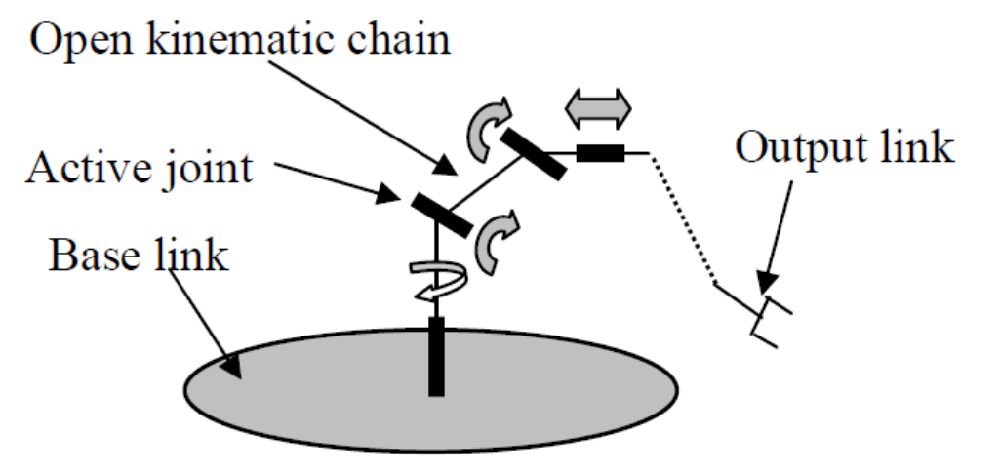 Open kinematic chain
Active joint
Output link
Base link